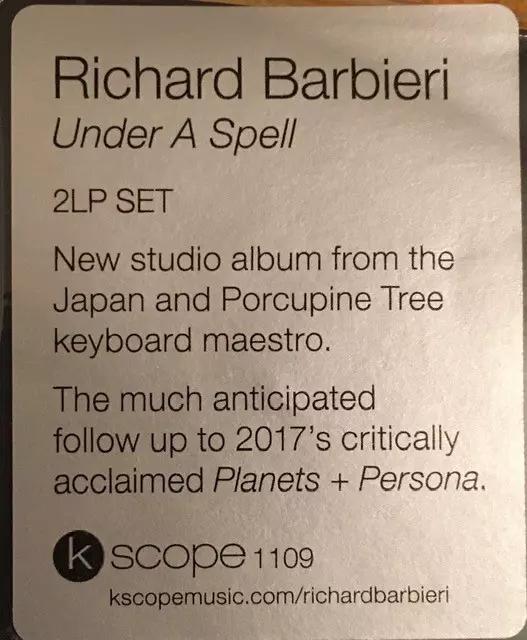 Richard Barbieri
Under A Spell
2LP SET
New studio album from the
Japan and Porcupine Tree
keyboard maestro.
The much anticipated
follow up to 2017's critically
acclaimed Planets + Persona.
kscope 1109
kscopemusic.com/richardbarbieri